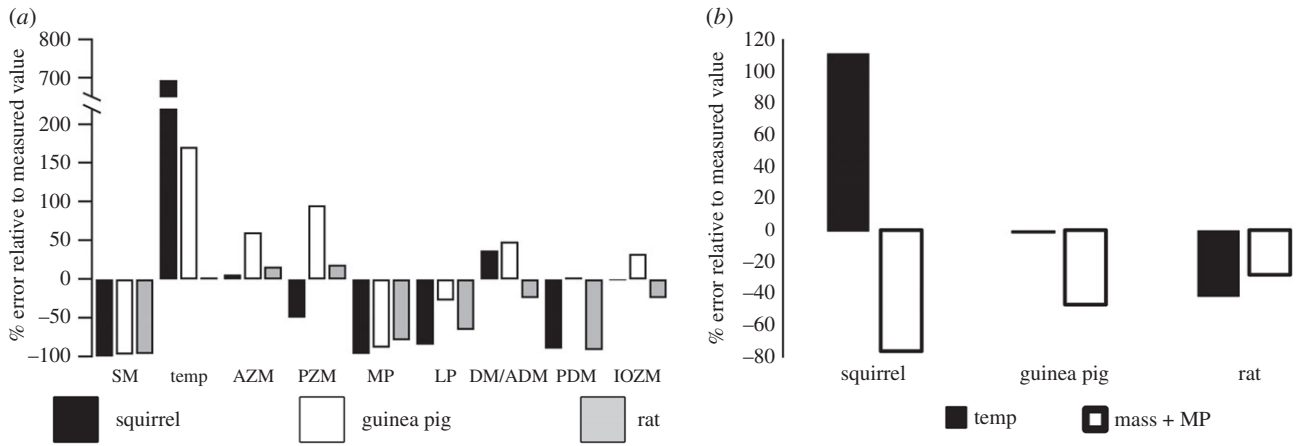 (a)
% error relative to measured value
800
700
200
150
100
50
0
–50
–100
SM temp AZM PZM MP LP DM/ADM PDM IOZM
squirrel guinea pig rat
(b)
% error relative to measured value
120
100
80
60
40
20
0
–20
–40
–60
–80
squirrel guinea pig rat
temp mass + MP